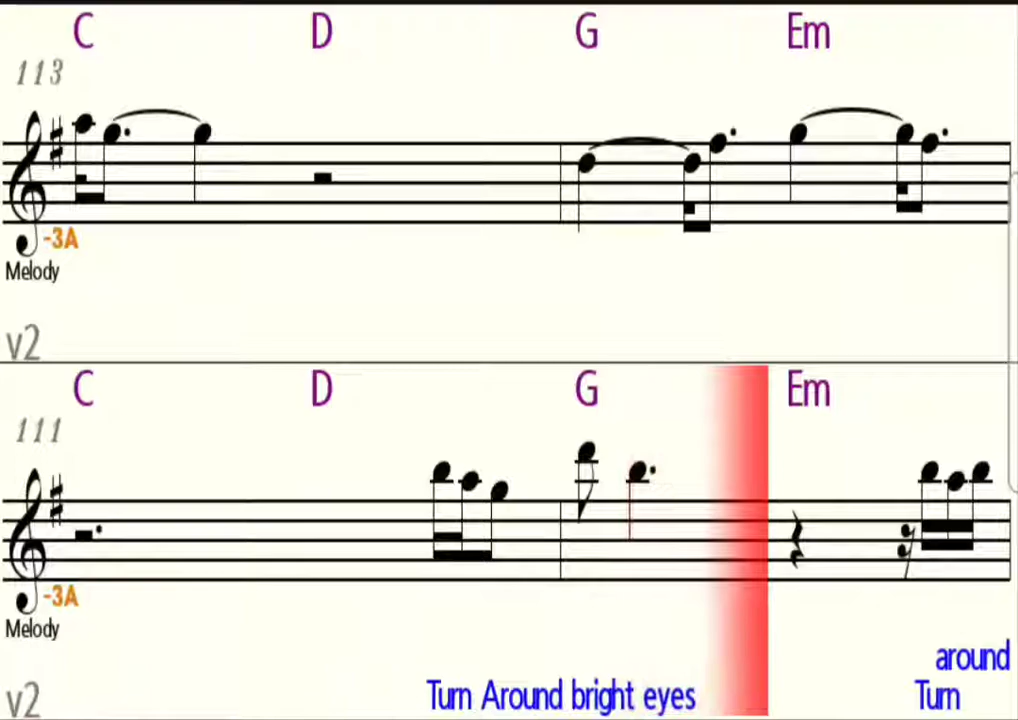 C D G Em
113
-3A
Melody
v2
C D G Em
111
-3A
Melody
around
v2 Turn Around bright eyes Turn